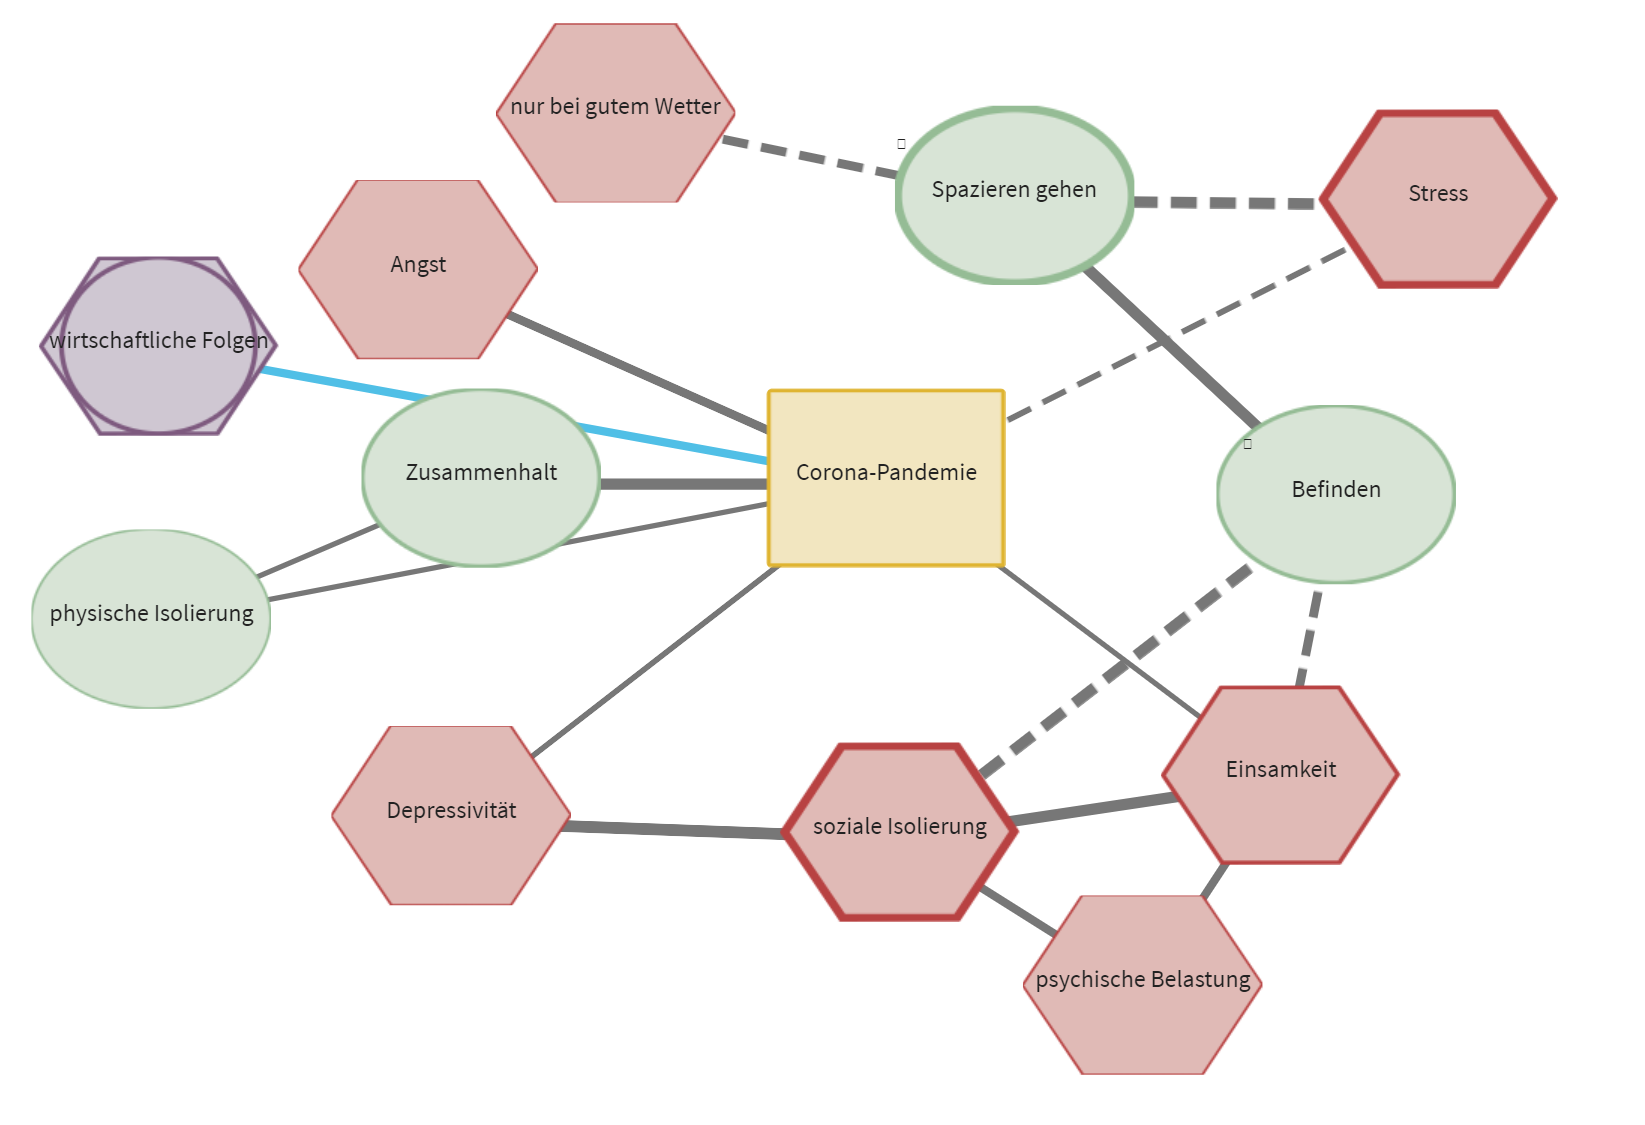 nur bei gutem Wetter
Spazieren gehen
Stress
Angst
wirtschaftliche Folgen
Zusammenhalt
Corona-Pandemie
Befinden
physische Isolierung
Depressivität
soziale Isolierung
Einsamkeit
psychische Belastung